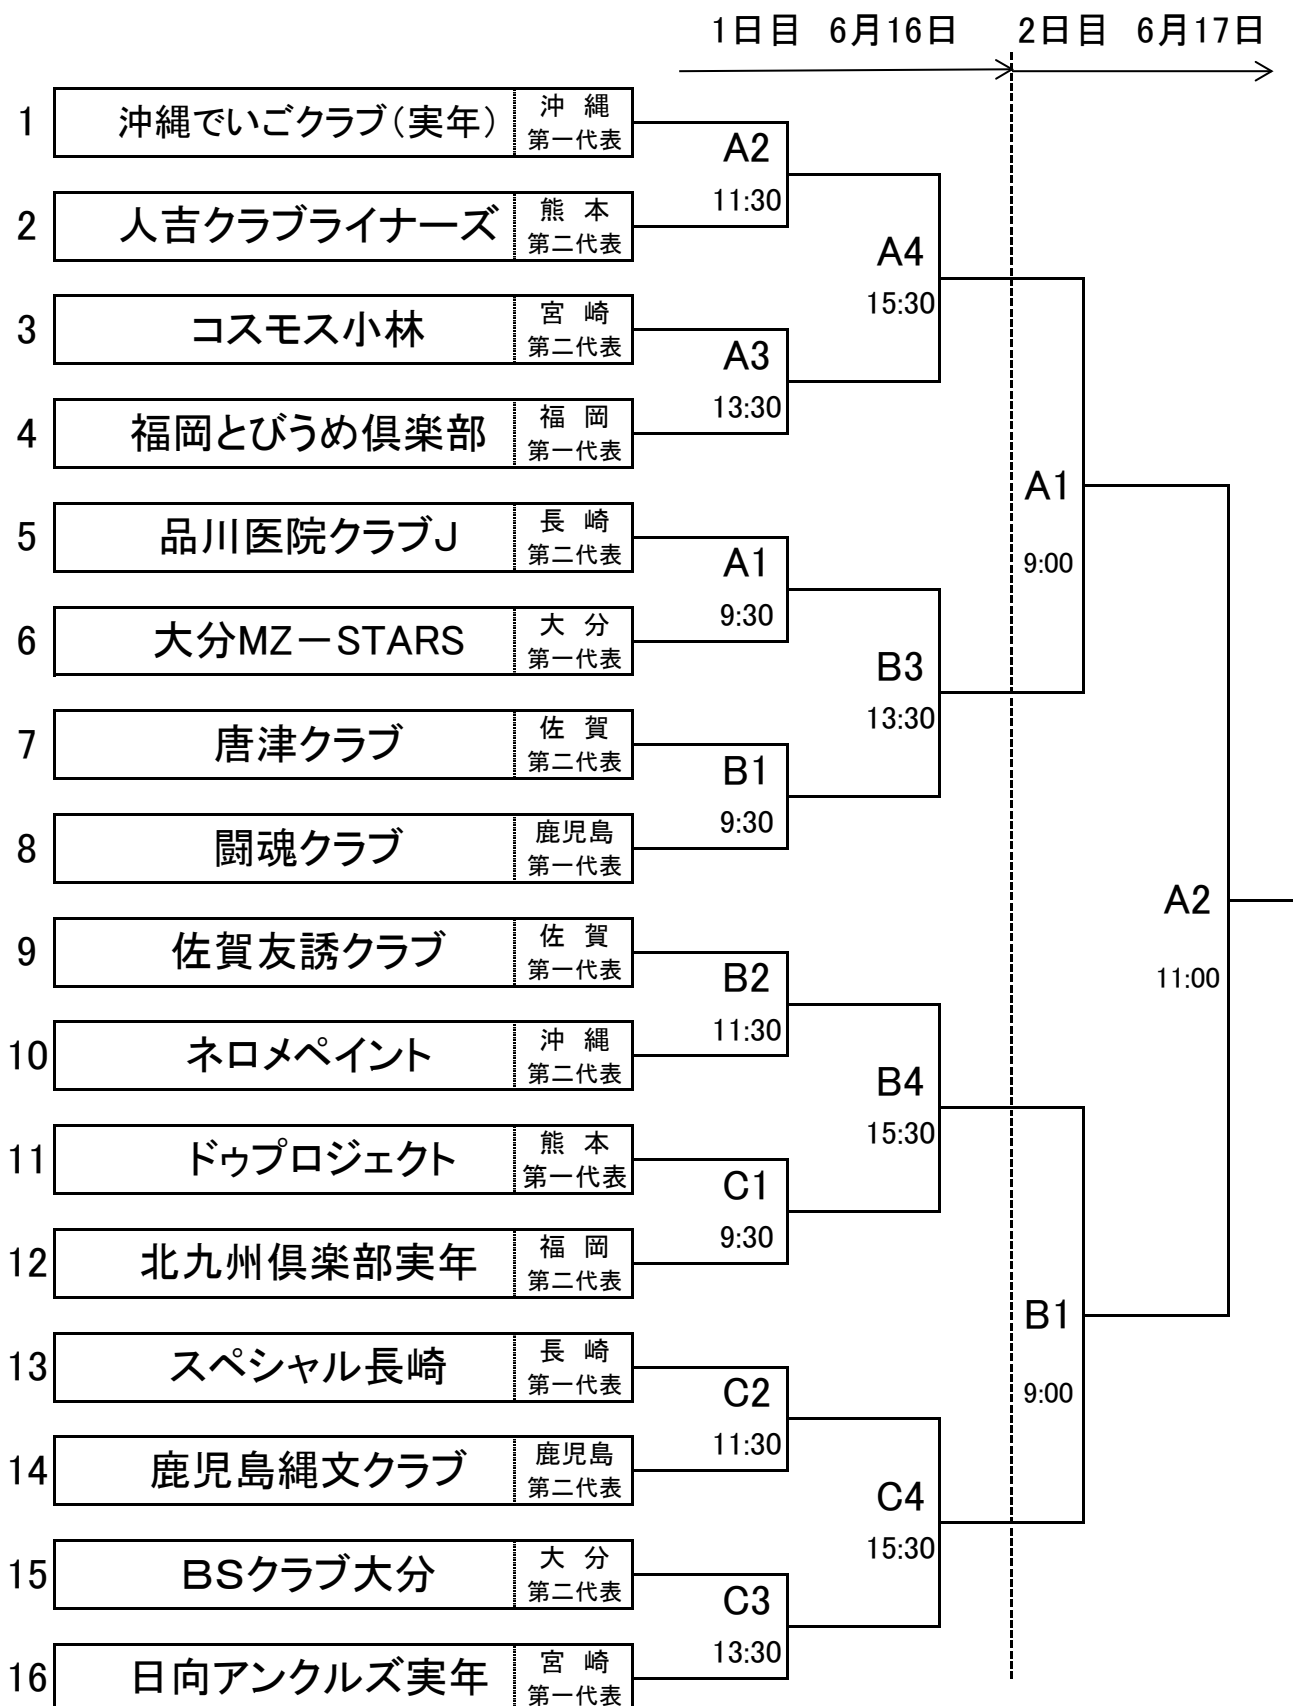 1日目 6月16日 2日目 6月17日
1 沖縄でいごクラブ(実年) 沖 縄
第一代表
A2
11:30
2 人吉クラブライナーズ 熊 本
第二代表
A4
15:30
3 コスモス小林 宮 崎
第二代表
A3
13:30
4 福岡とびうめ倶楽部 福 岡
第一代表
A1
9:00
5 品川医院クラブJ 長 崎
第二代表
A1
9:30
6 大分MZ-STARS 大 分
第一代表
B3
13:30
7 唐津クラブ 佐 賀
第二代表
B1
9:30
8 闘魂クラブ 鹿児島
第一代表
A2
11:00
9 佐賀友誘クラブ 佐 賀
第一代表
B2
11:30
10 ネロメペイント 沖 縄
第二代表
B4
15:30
11 ドゥプロジェクト 熊 本
第一代表
C1
9:30
12 北九州倶楽部実年 福 岡
第二代表
B1
9:00
13 スペシャル長崎 長 崎
第一代表
C2
11:30
14 鹿児島縄文クラブ 鹿児島
第二代表
C4
15:30
15 BSクラブ大分 大 分
第二代表
C3
13:30
16 日向アンクルズ実年 宮 崎
第一代表